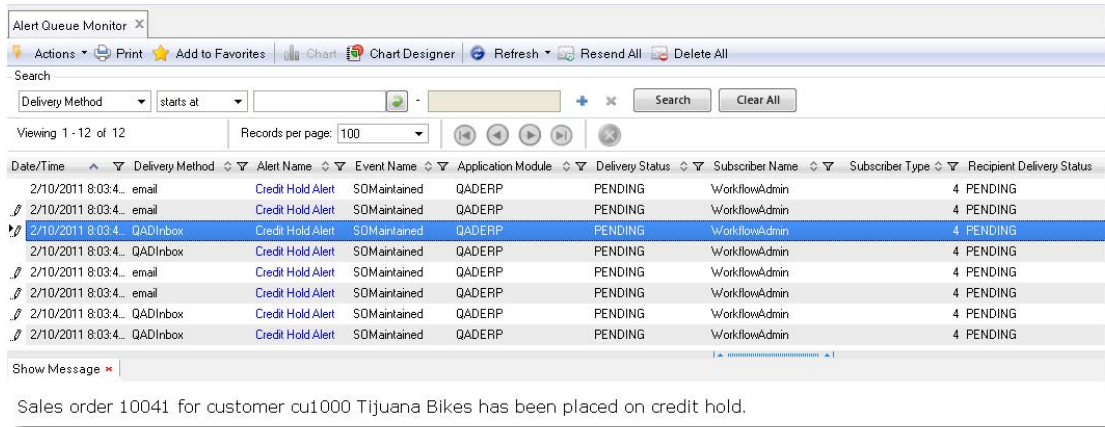 Alert Queue Monitor X
Actions Print Add to Favorites Chart Chart Designer Refresh Resend All Delete All
Search
Delivery Method starts at - Search Clear All
Viewing 1 - 12 of 12 Records per page: 100
Date/Time Delivery Method Alert Name Event Name Application Module Delivery Status Subscriber Name Subscriber Type Recipient Delivery Status
2/10/2011 8:03:4... email Credit Hold Alert SOMaintained QADERP PENDING WorkflowAdmin 4 PENDING
2/10/2011 8:03:4... email Credit Hold Alert SOMaintained QADERP PENDING WorkflowAdmin 4 PENDING
2/10/2011 8:03:4... QADInbox Credit Hold Alert SOMaintained QADERP PENDING WorkflowAdmin 4 PENDING
2/10/2011 8:03:4... QADInbox Credit Hold Alert SOMaintained QADERP PENDING WorkflowAdmin 4 PENDING
2/10/2011 8:03:4... email Credit Hold Alert SOMaintained QADERP PENDING WorkflowAdmin 4 PENDING
2/10/2011 8:03:4... email Credit Hold Alert SOMaintained QADERP PENDING WorkflowAdmin 4 PENDING
2/10/2011 8:03:4... QADInbox Credit Hold Alert SOMaintained QADERP PENDING WorkflowAdmin 4 PENDING
2/10/2011 8:03:4... QADInbox Credit Hold Alert SOMaintained QADERP PENDING WorkflowAdmin 4 PENDING
Show Message ×
Sales order 10041 for customer cu1000 Tijuana Bikes has been placed on credit hold.